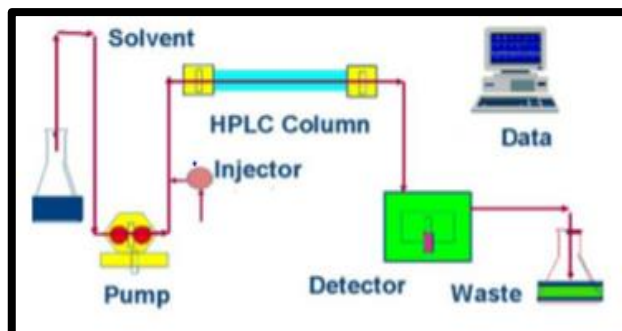 Solvent
HPLC Column
Data
Injector
Pump
Detector
Waste